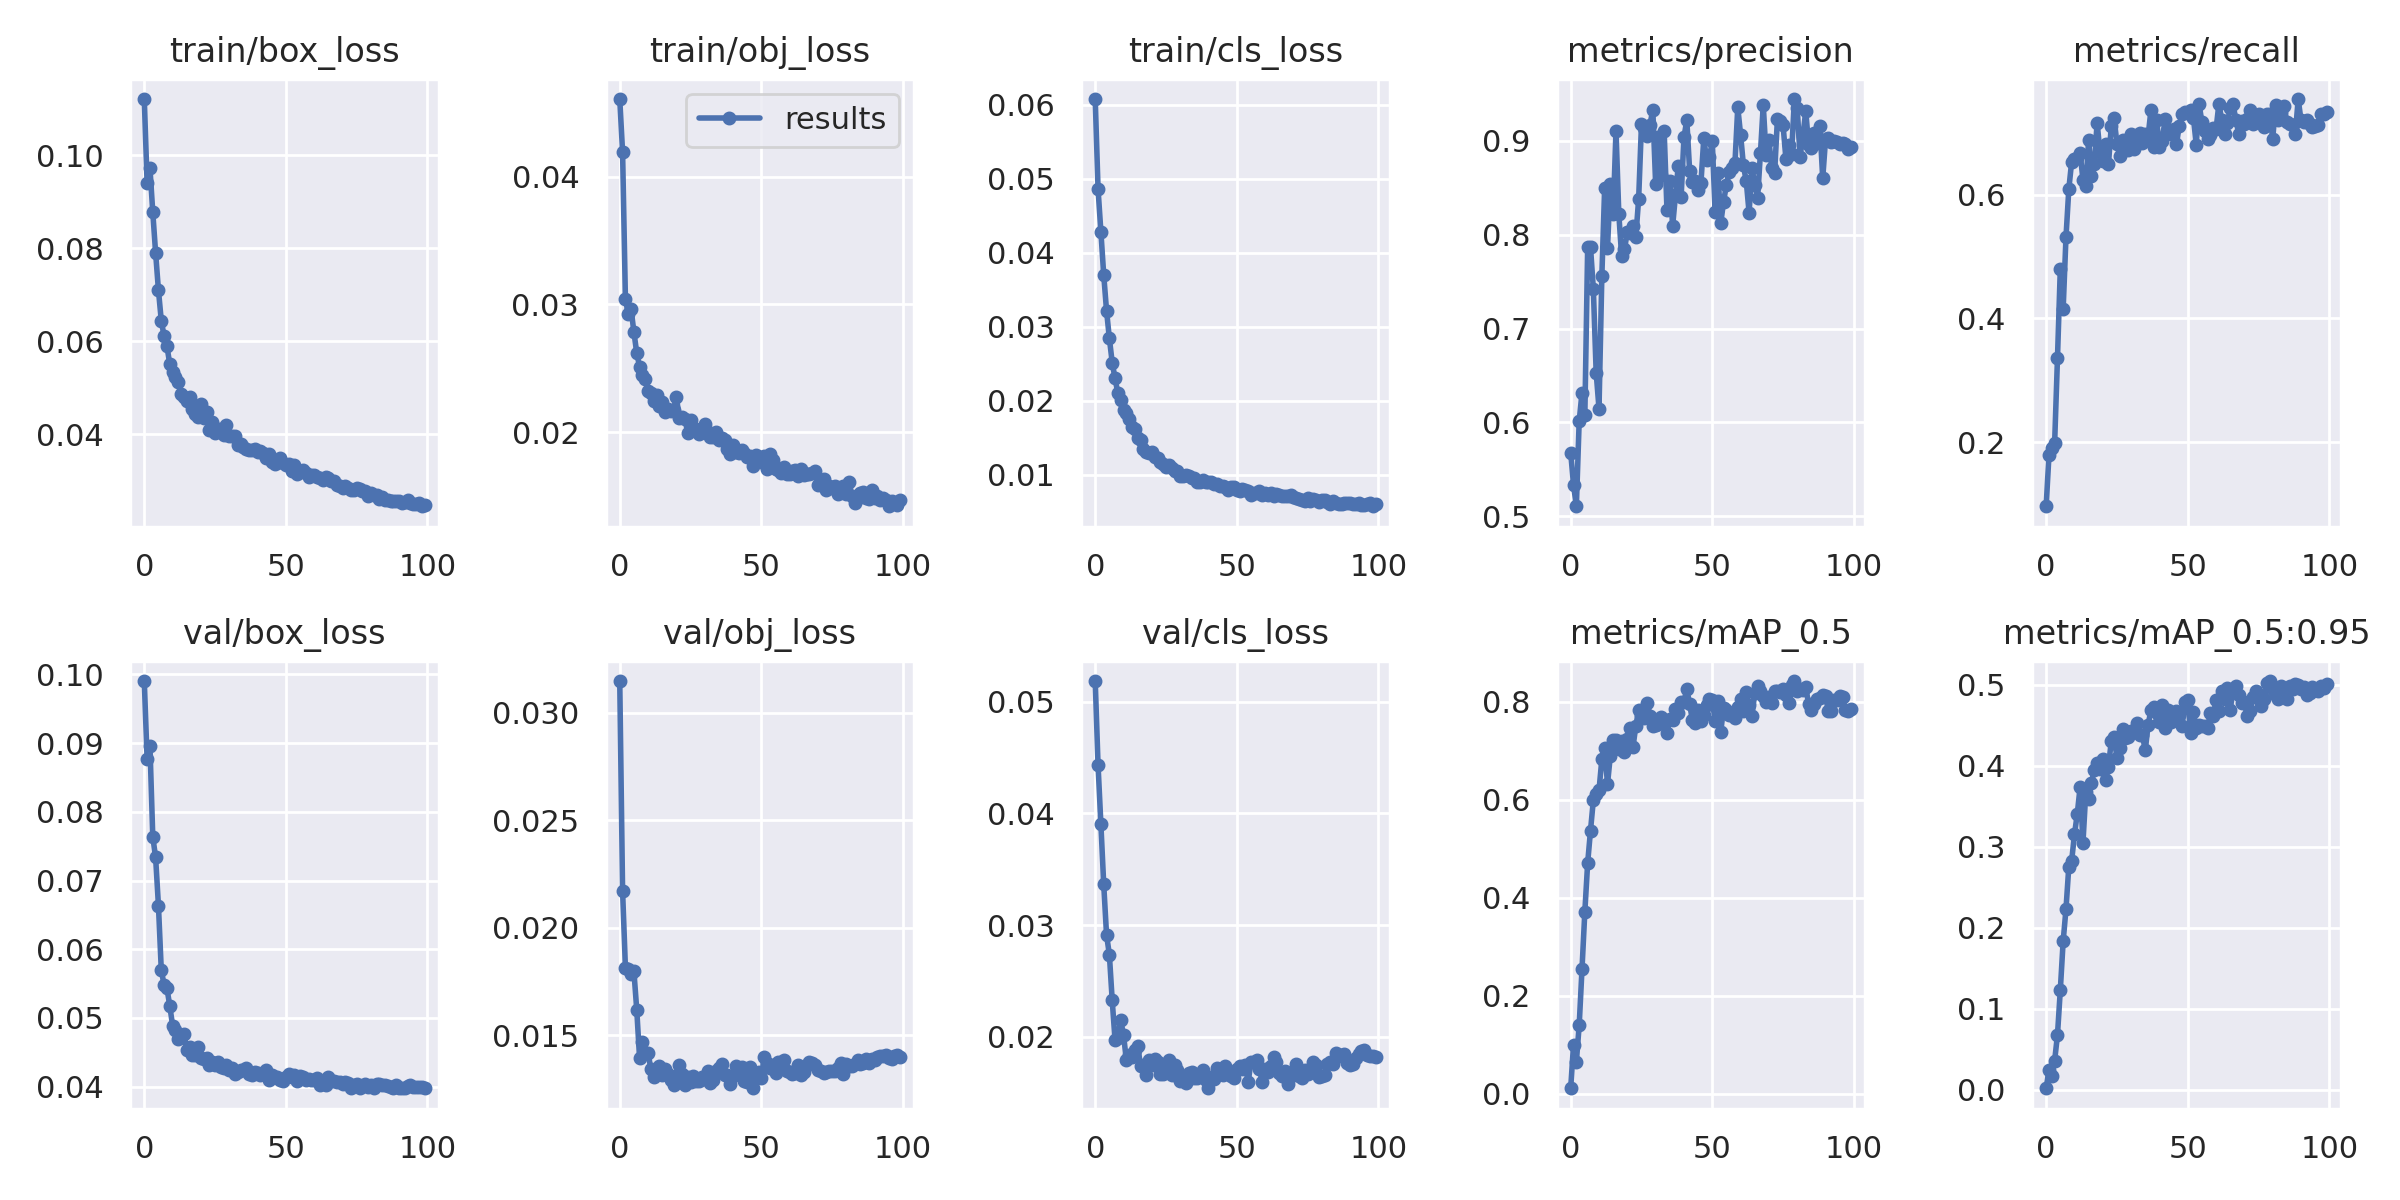 train/box_loss
0.10
0.08
0.06
0.04
0 50 100
train/obj_loss
results
0.04
0.03
0.02
0 50 100
train/cls_loss
0.06
0.05
0.04
0.03
0.02
0.01
0 50 100
metrics/precision
0.9
0.8
0.7
0.6
0.5
0 50 100
metrics/recall
0.6
0.4
0.2
0 50 100
val/box_loss
0.10
0.09
0.08
0.07
0.06
0.05
0.04
0 50 100
val/obj_loss
0.030
0.025
0.020
0.015
0 50 100
val/cls_loss
0.05
0.04
0.03
0.02
0 50 100
metrics/mAP_0.5
0.8
0.6
0.4
0.2
0.0
0 50 100
metrics/mAP_0.5:0.95
0.5
0.4
0.3
0.2
0.1
0.0
0 50 100